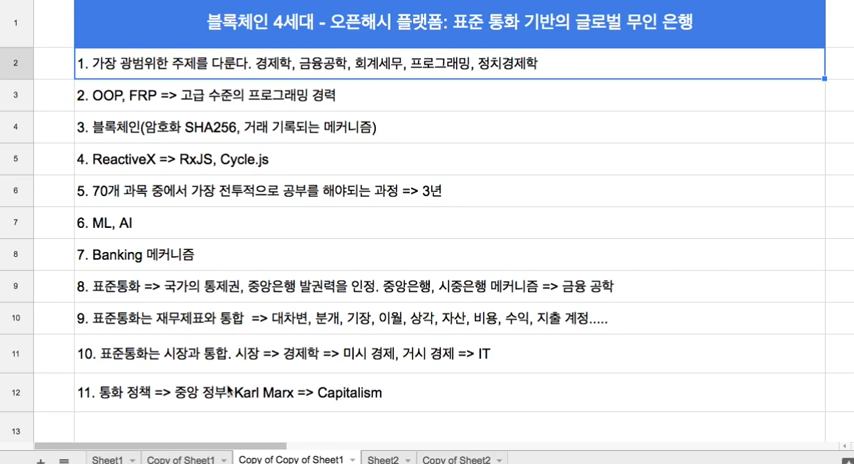 1
블록체인 4세대 - 오픈해시 플랫폼: 표준 통화 기반의 글로벌 무인 은행
2
1. 가장 광범위한 주제를 다룬다. 경제학, 금융공학, 회계세무, 프로그래밍, 정치경제학
3
2. OOP, FRP => 고급 수준의 프로그래밍 경력
4
3. 블록체인(암호화 SHA256, 거래 기록되는 메커니즘)
5
4. ReactiveX => RxJS, Cycle.js
6
5. 70개 과목 중에서 가장 전투적으로 공부를 해야되는 과정 => 3년
7
6. ML, AI
8
7. Banking 메커니즘
9
8. 표준통화 => 국가의 통제권, 중앙은행 발권력을 인정. 중앙은행, 시중은행 메커니즘 => 금융 공학
10
9. 표준통화는 재무제표와 통합 => 대차변, 분개, 기장, 이월, 상각, 자산, 비용, 수익, 지출 계정.....
11
10. 표준통화는 시장과 통합. 시장 => 경제학 => 미시 경제, 거시 경제 => IT
12
11. 통화 정책 => 중앙 정부 Karl Marx => Capitalism
13
Sheet1 Copy of Sheet1 Copy of Copy of Sheet1 Sheet2 Copy of Sheet2